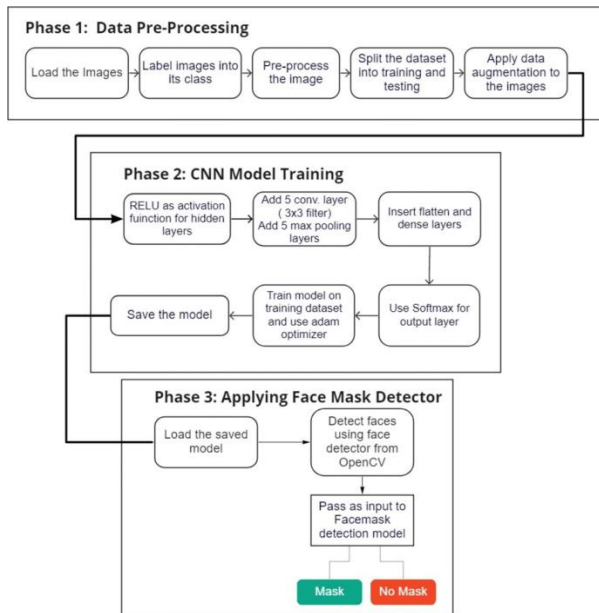 Phase 1: Data Pre-Processing
Load the Images
Label images into
its class
Pre-process
the image
Split the dataset
into training and
testing
Apply data
augmentation to
the images
Phase 2: CNN Model Training
RELU as activation
function for hidden
layers
Add 5 conv. layer
( 3x3 filter)
Add 5 max pooling
layers
Insert flatten and
dense layers
Use Softmax for
output layer
Train model on
training dataset
and use adam
optimizer
Save the model
Phase 3: Applying Face Mask Detector
Load the saved
model
Detect faces
using face
detector from
OpenCV
Pass as input to
Facemask
detection model
Mask
No Mask